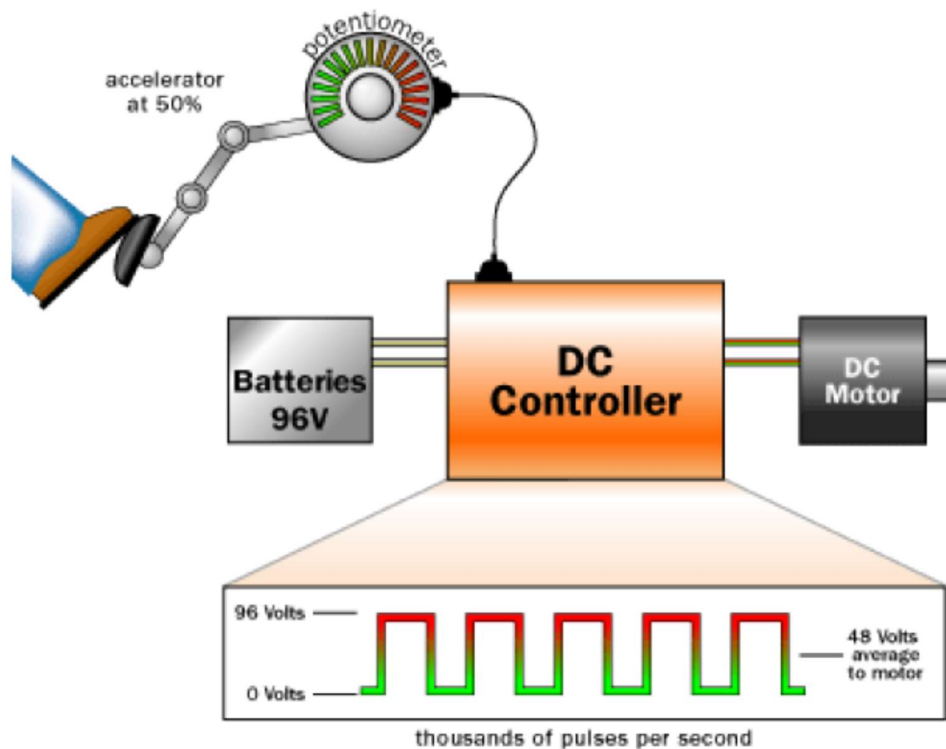 potentiometer
accelerator
at 50%
Batteries
96V
DC
Controller
DC
Motor
96 Volts
0 Volts
48 Volts
average
to motor
thousands of pulses per second